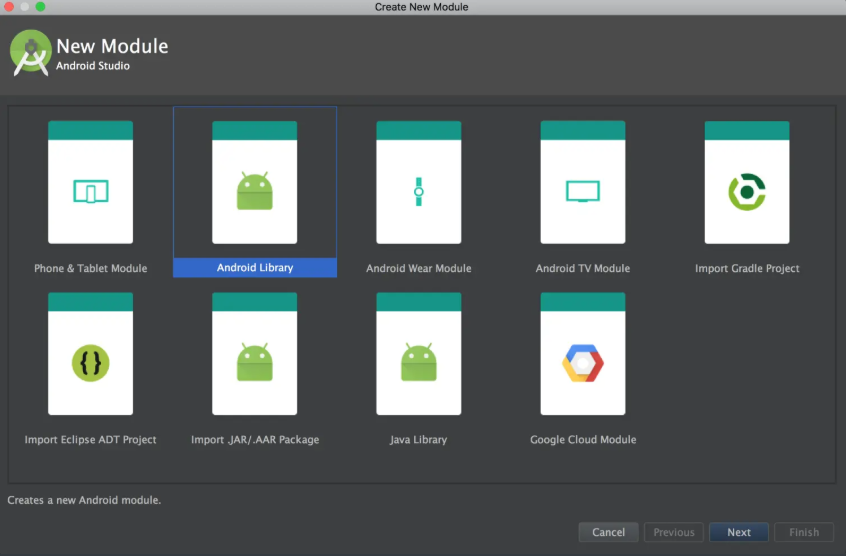 Create New Module
New Module
Android Studio
Phone & Tablet Module
Android Library
Android Wear Module
Android TV Module
Import Gradle Project
{}
Import Eclipse ADT Project
Import .JAR/.AAR Package
Java Library
Google Cloud Module
Creates a new Android module.
Cancel
Previous
Next
Finish